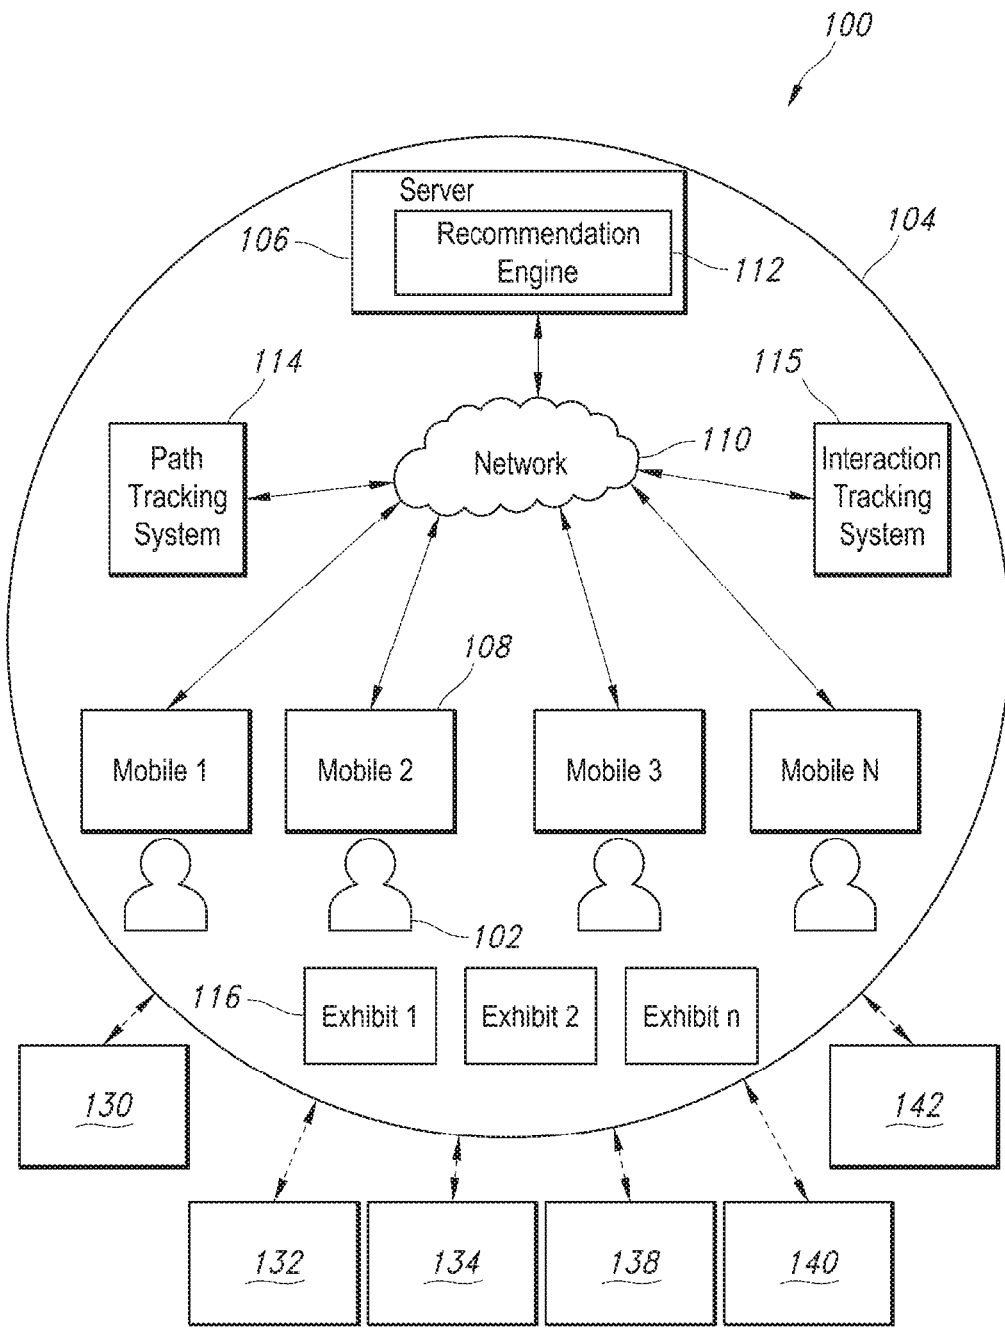 100
Server
Recommendation
Engine
106
112
104
114
115
110
Path
Tracking
System
Network
Interaction
Tracking
System
108
Mobile 1
Mobile 2
Mobile 3
Mobile N
102
116
Exhibit 1
Exhibit 2
Exhibit n
130
142
132
134
138
140